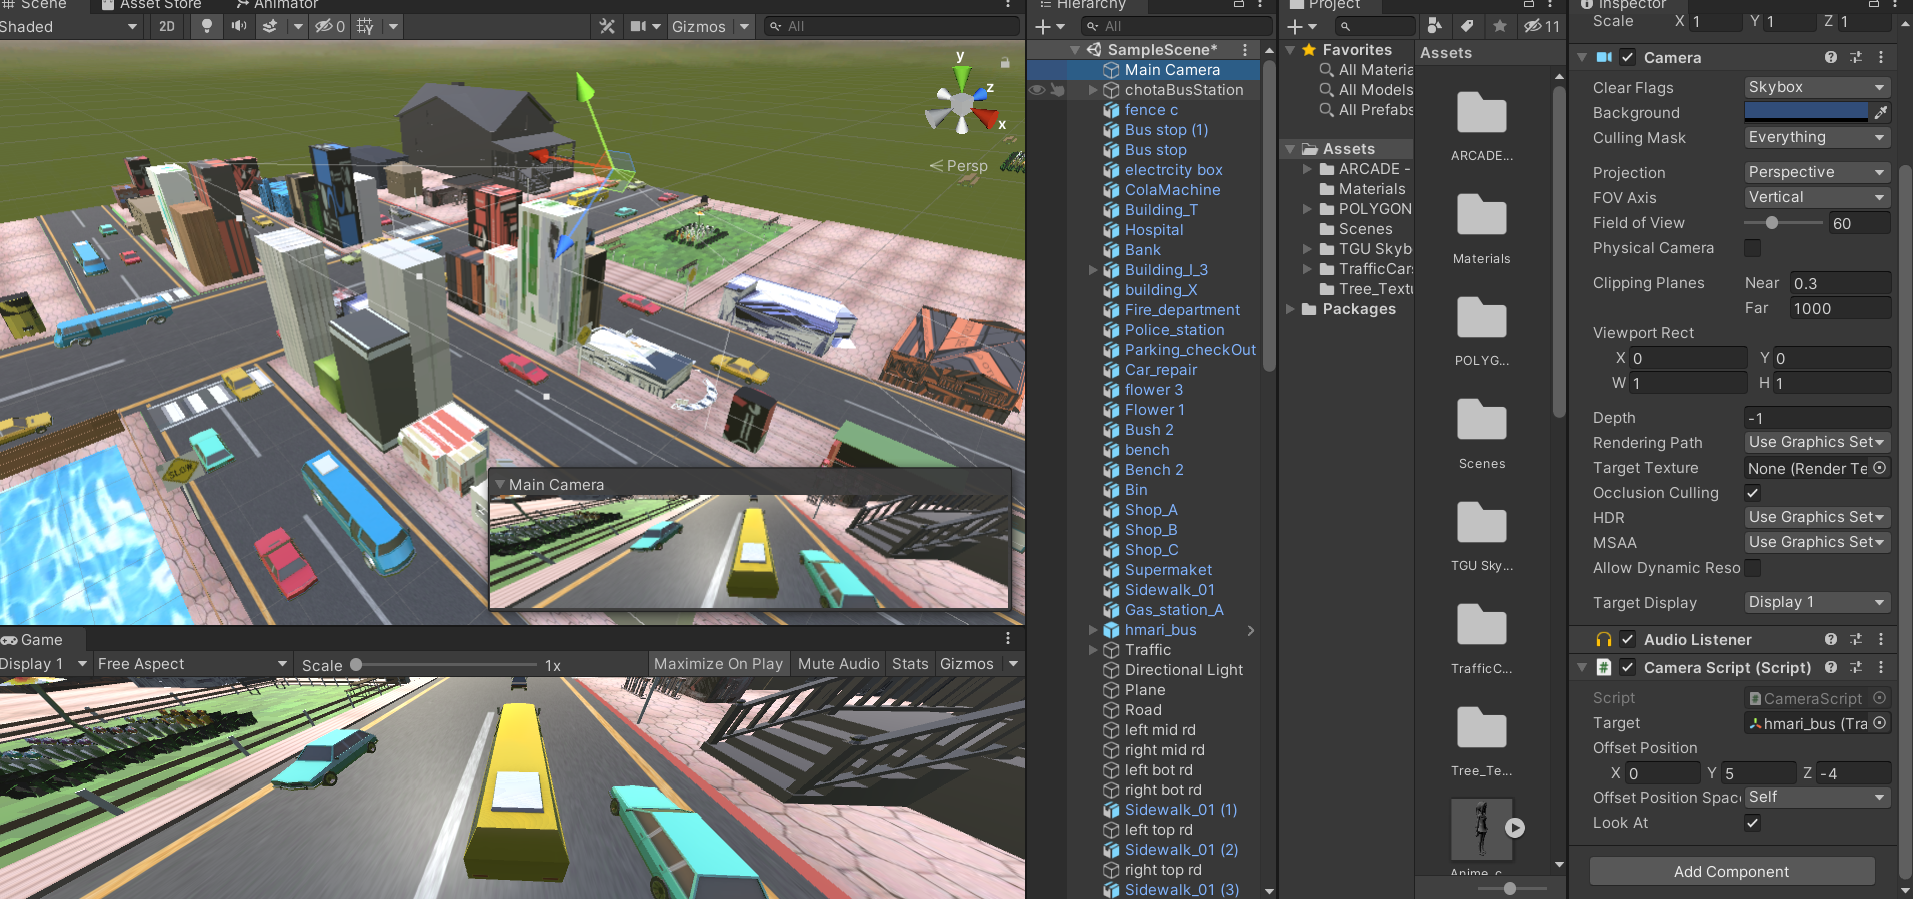 Scene
Asset Store
Animator
Shaded
2D
0
Gizmos
All
y
z
x
Persp
SLOW
Main Camera
Game
Display 1
Free Aspect
Scale
1x
Maximize On Play
Mute Audio
Stats
Gizmos
Hierarchy
All
SampleScene*
Main Camera
chotaBusStation
fence c
Bus stop (1)
Bus stop
electrcity box
ColaMachine
Building_T
Hospital
Bank
Building_I_3
building_X
Fire_department
Police_station
Parking_checkOut
Car_repair
flower 3
Flower 1
Bush 2
bench
Bench 2
Bin
Shop_A
Shop_B
Shop_C
Supermaket
Sidewalk_01
Gas_station_A
hmari_bus
Traffic
Directional Light
Plane
Road
left mid rd
right mid rd
left bot rd
right bot rd
Sidewalk_01 (1)
left top rd
Sidewalk_01 (2)
right top rd
Sidewalk_01 (3)
Project
11
Favorites
All Materia
All Models
All Prefabs
Assets
ARCADE -
Materials
POLYGON
Scenes
TGU Skyb
TrafficCars
Tree_Textu
Packages
Assets
ARCADE...
Materials
POLYG...
Scenes
TGU Sky...
TrafficC...
Tree_Te...
Anime_c...
Inspector
Scale X 1 Y 1 Z 1
Camera
Clear Flags Skybox
Background
Culling Mask Everything
Projection Perspective
FOV Axis Vertical
Field of View 60
Physical Camera
Clipping Planes Near 0.3
Far 1000
Viewport Rect
X 0 Y 0
W 1 H 1
Depth -1
Rendering Path Use Graphics Set
Target Texture None (Render Te
Occlusion Culling
HDR Use Graphics Set
MSAA Use Graphics Set
Allow Dynamic Reso
Target Display Display 1
Audio Listener
Camera Script (Script)
Script CameraScript
Target hmari_bus (Tra
Offset Position
X 0 Y 5 Z -4
Offset Position Spac Self
Look At
Add Component